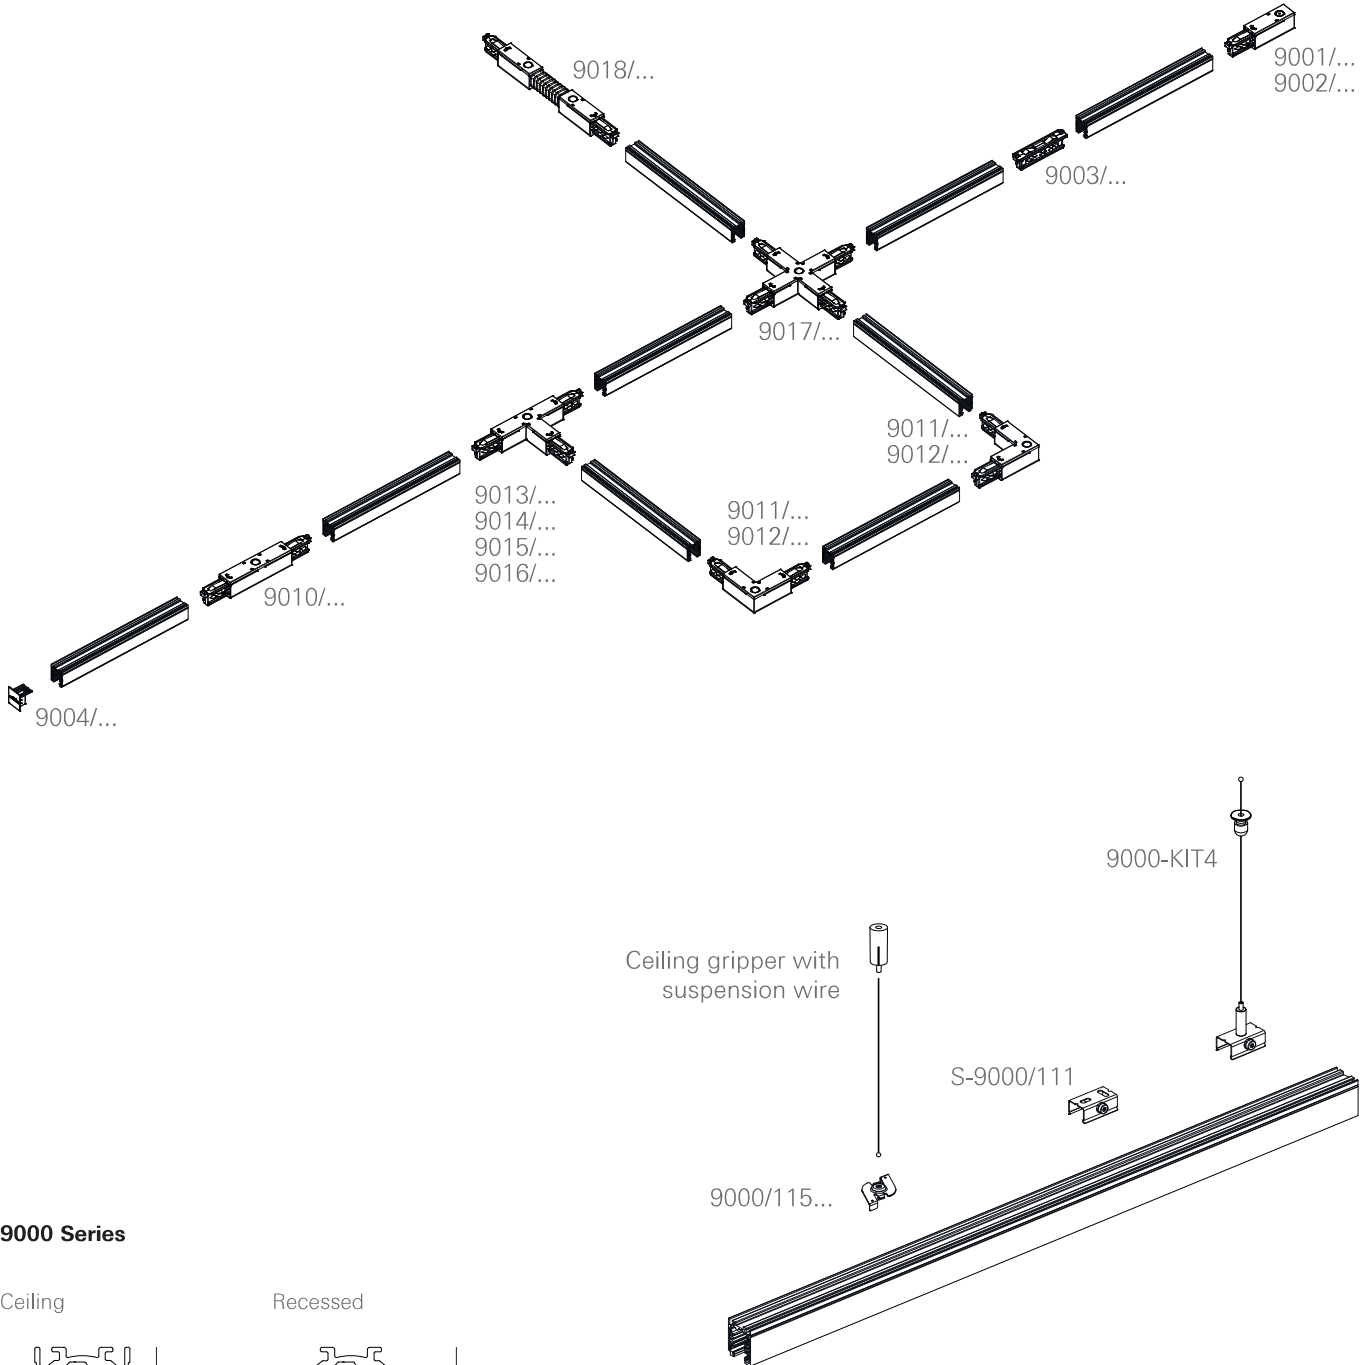 9018/...
9001/...
9002/...
9003/...
9017/...
9011/...
9012/...
9013/...
9014/...
9015/...
9016/...
9011/...
9012/...
9010/...
9004/...
9000-KIT4
Ceiling gripper with
suspension wire
S-9000/111
9000/115...
9000 Series
Ceiling
Recessed